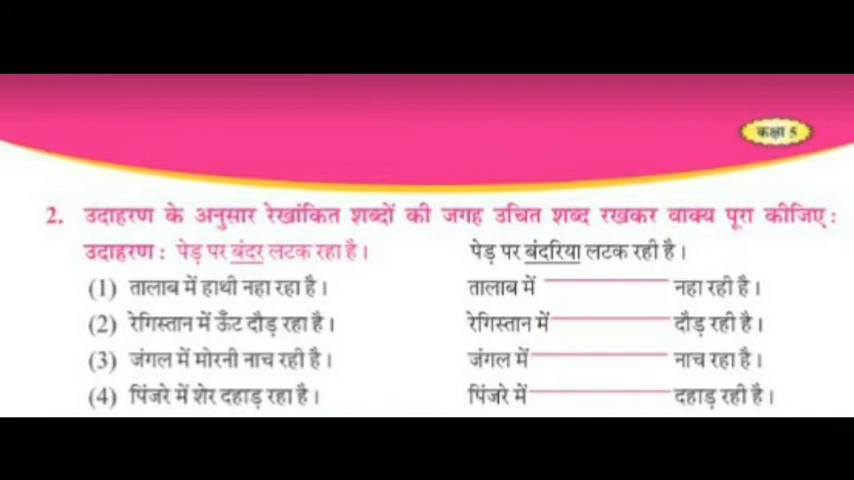 कक्षा 5
2. उदाहरण के अनुसार रेखांकित शब्दों की जगह उचित शब्द रखकर वाक्य पूरा कीजिए :
उदाहरण : पेड़ पर बंदर लटक रहा है। पेड़ पर बंदरिया लटक रही है।
(1) तालाब में हाथी नहा रहा है। तालाब में नहा रही है।
(2) रेगिस्तान में ऊँट दौड़ रहा है। रेगिस्तान में दौड़ रही है।
(3) जंगल में मोरनी नाच रही है। जंगल में नाच रहा है।
(4) पिंजरे में शेर दहाड़ रहा है। पिंजरे में दहाड़ रही है।